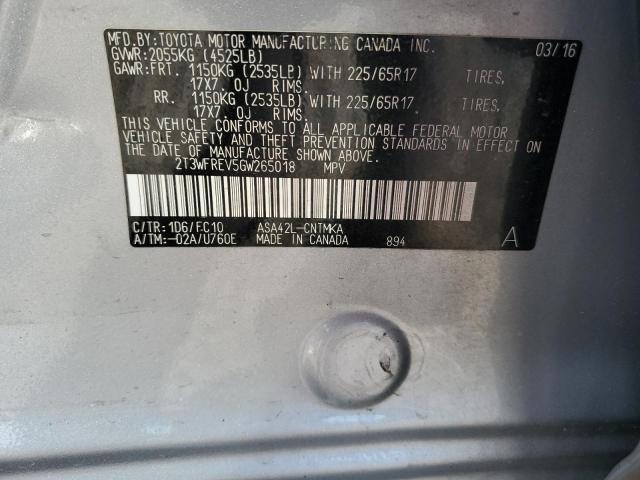 MFD.BY:TOYOTA MOTOR MANUFACTURING CANADA INC. 03/16
GVWR:2055KG (4525LB)
GAWR:FRT. 1150KG (2535LB) WITH 225/65R17 TIRES,
17X7.0J RIMS.
RR. 1150KG (2535LB) WITH 225/65R17 TIRES,
17X7.0J RIMS.
THIS VEHICLE CONFORMS TO ALL APPLICABLE FEDERAL MOTOR
VEHICLE SAFETY AND THEFT PREVENTION STANDARDS IN EFFECT ON
THE DATE OF MANUFACTURE SHOWN ABOVE.
2T3WFREV5GW265018 MPV
C/TR:1D6/FC10 ASA42L-CNTMKA
A/TM:-02A/U760E MADE IN CANADA 894 A